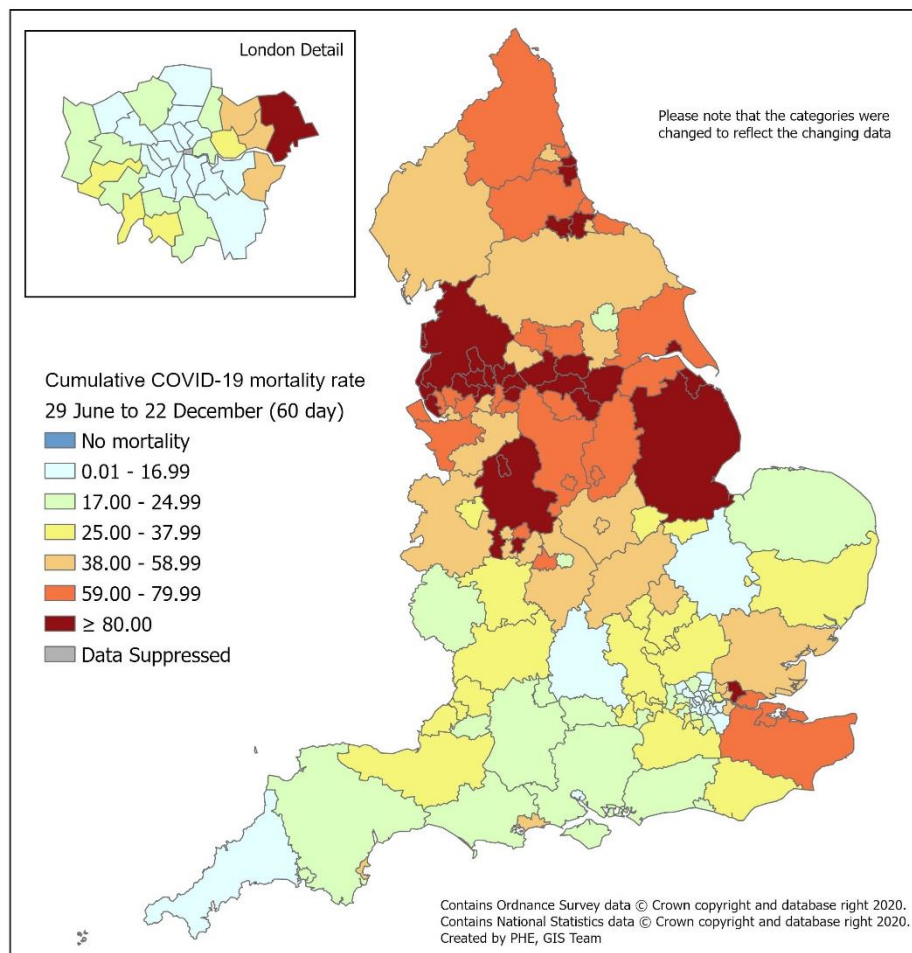 London Detail
Please note that the categories were
changed to reflect the changing data
Cumulative COVID-19 mortality rate
29 June to 22 December (60 day)
No mortality
0.01 - 16.99
17.00 - 24.99
25.00 - 37.99
38.00 - 58.99
59.00 - 79.99
≥ 80.00
Data Suppressed
Contains Ordnance Survey data © Crown copyright and database right 2020.
Contains National Statistics data © Crown copyright and database right 2020.
Created by PHE, GIS Team